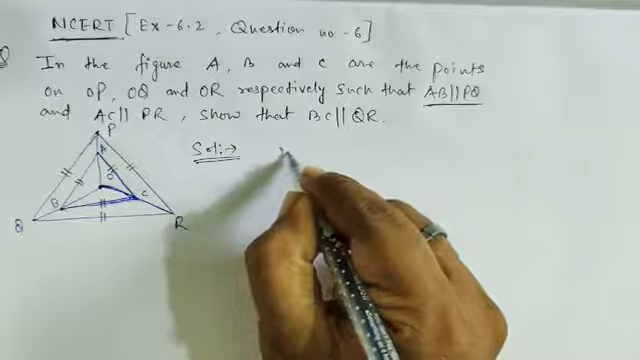 NCERT [Ex-6.2, Question no-6]
Q In the figure A, B and C are the points
on OP, OQ and OR respectively such that AB||PQ
and AC|| PR, show that BC|| QR.
P
A
O
B
C
Q
R
Sol:→